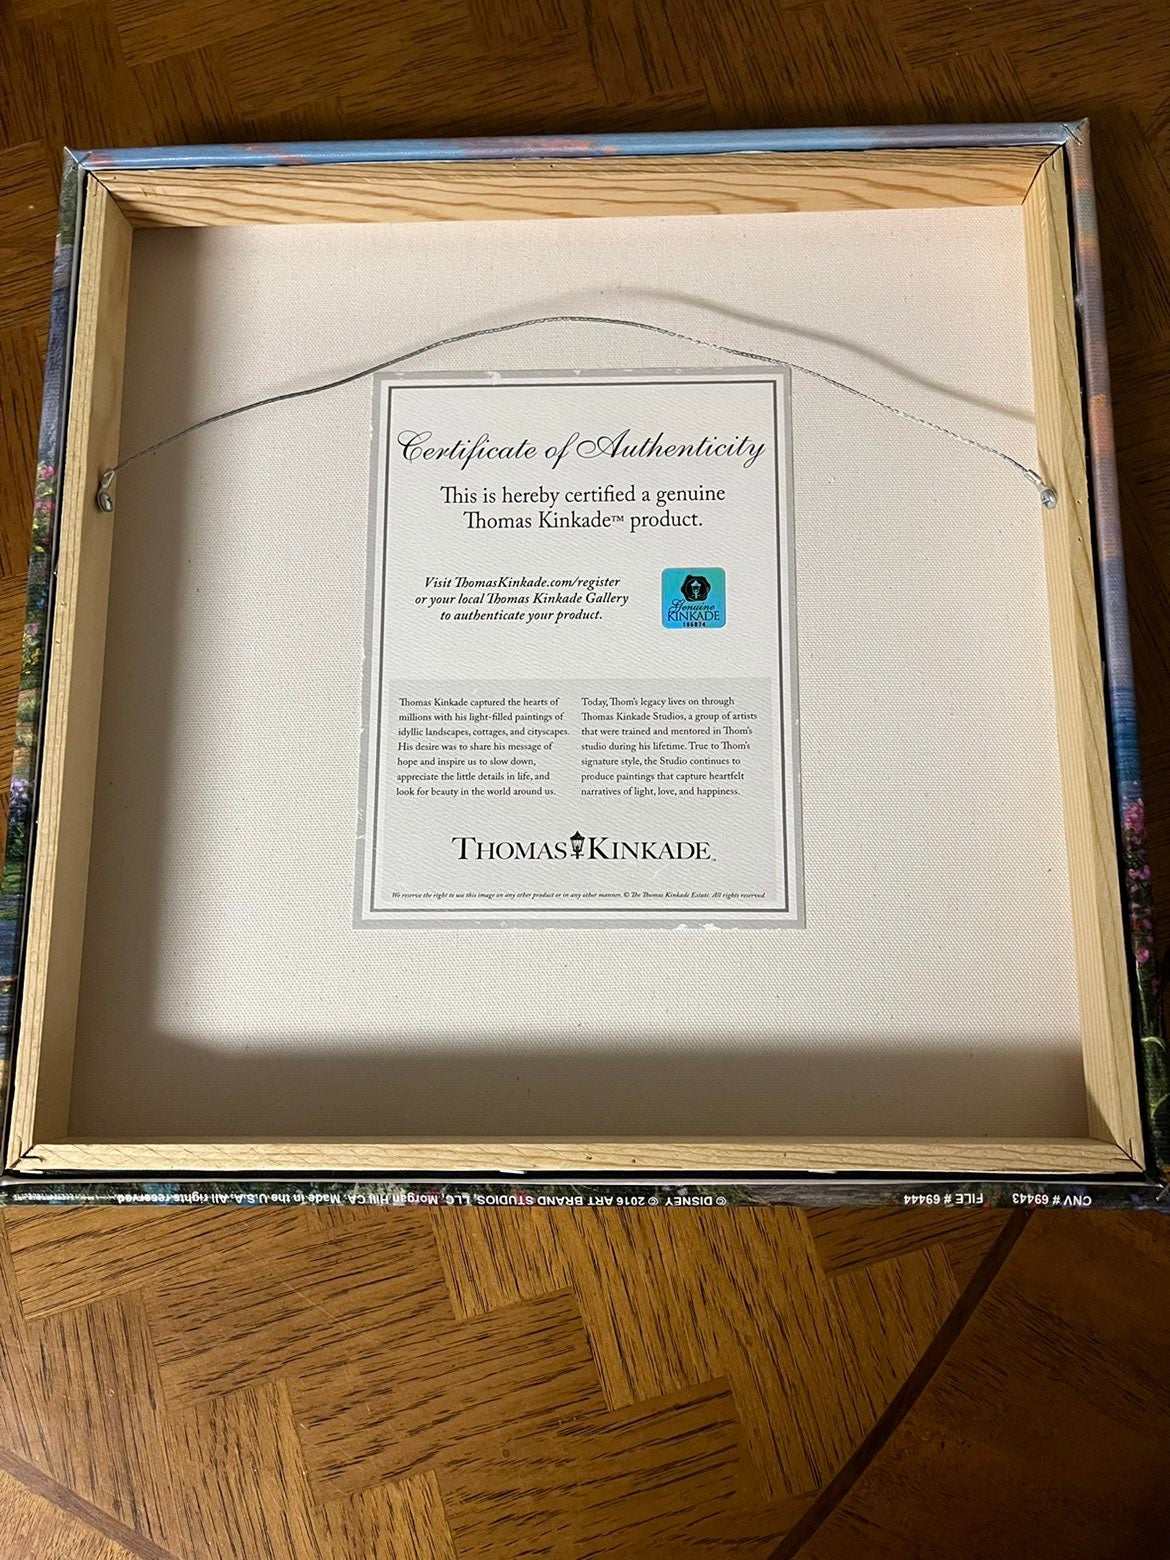 Certificate of Authenticity
This is hereby certified a genuine
Thomas Kinkade™ product.
Visit ThomasKinkade.com/register
or your local Thomas Kinkade Gallery
to authenticate your product.
Genuine
KINKADE
Thomas Kinkade captured the hearts of
millions with his light-filled paintings of
idyllic landscapes, cottages, and cityscapes.
His desire was to share his message of
hope and inspire us to slow down,
appreciate the little details in life, and
look for beauty in the world around us.
Today, Thom's legacy lives on through
Thomas Kinkade Studios, a group of artists
that were trained and mentored in Thom's
studio during his lifetime. True to Thom's
signature style, the Studio continues to
produce paintings that capture heartfelt
narratives of light, love, and happiness.
THOMAS KINKADE
We reserve the right to use this image on any other product or in any other manner. © The Thomas Kinkade Estate. All rights reserved.
CNV # 69443 FILE # 69444 © DISNEY © 2016 ART BRAND STUDIOS, LLC, Morgan Hill CA. Made in the U.S.A. All rights reserved